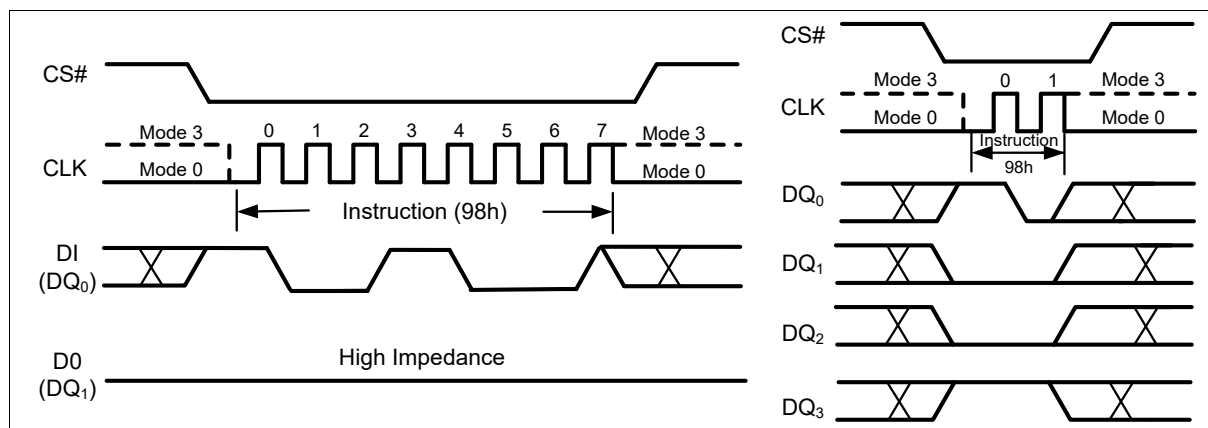 CS#
Mode 3 0 1 2 3 4 5 6 7 Mode 3
CLK Mode 0 Mode 0
Instruction (98h)
DI
(DQ0)
D0
(DQ1)
High Impedance
CS#
Mode 3 0 1 Mode 3
CLK
Mode 0 Mode 0
Instruction
98h
DQ0
DQ1
DQ2
DQ3